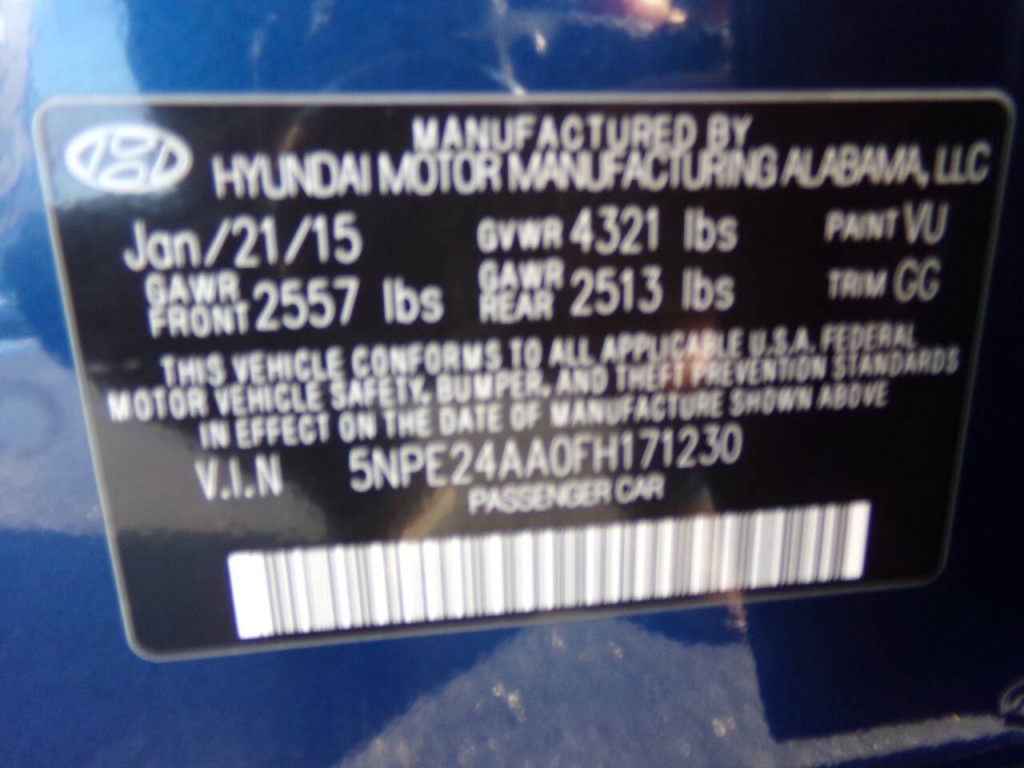 MANUFACTURED BY
HYUNDAI MOTOR MANUFACTURING ALABAMA, LLC
Jan/21/15 GVWR 4321 lbs PAINT VU
GAWR FRONT 2557 lbs GAWR REAR 2513 lbs TRIM GG
THIS VEHICLE CONFORMS TO ALL APPLICABLE U.S.A. FEDERAL
MOTOR VEHICLE SAFETY, BUMPER, AND THEFT PREVENTION STANDARDS
IN EFFECT ON THE DATE OF MANUFACTURE SHOWN ABOVE
V.I.N 5NPE24AA0FH171230
PASSENGER CAR